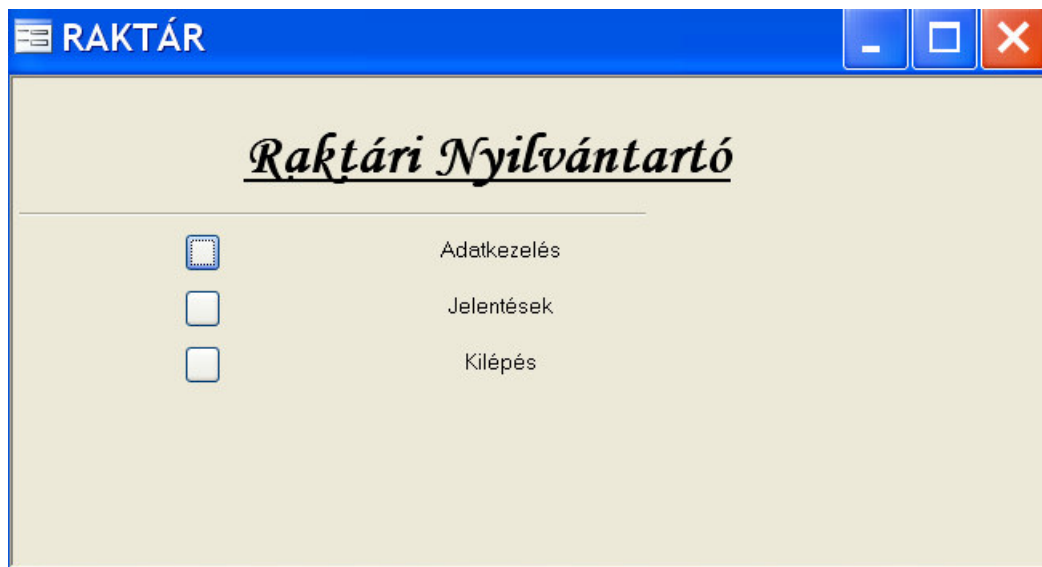 RAKTÁR
Raktári Nyilvántartó
Adatkezelés
Jelentések
Kilépés